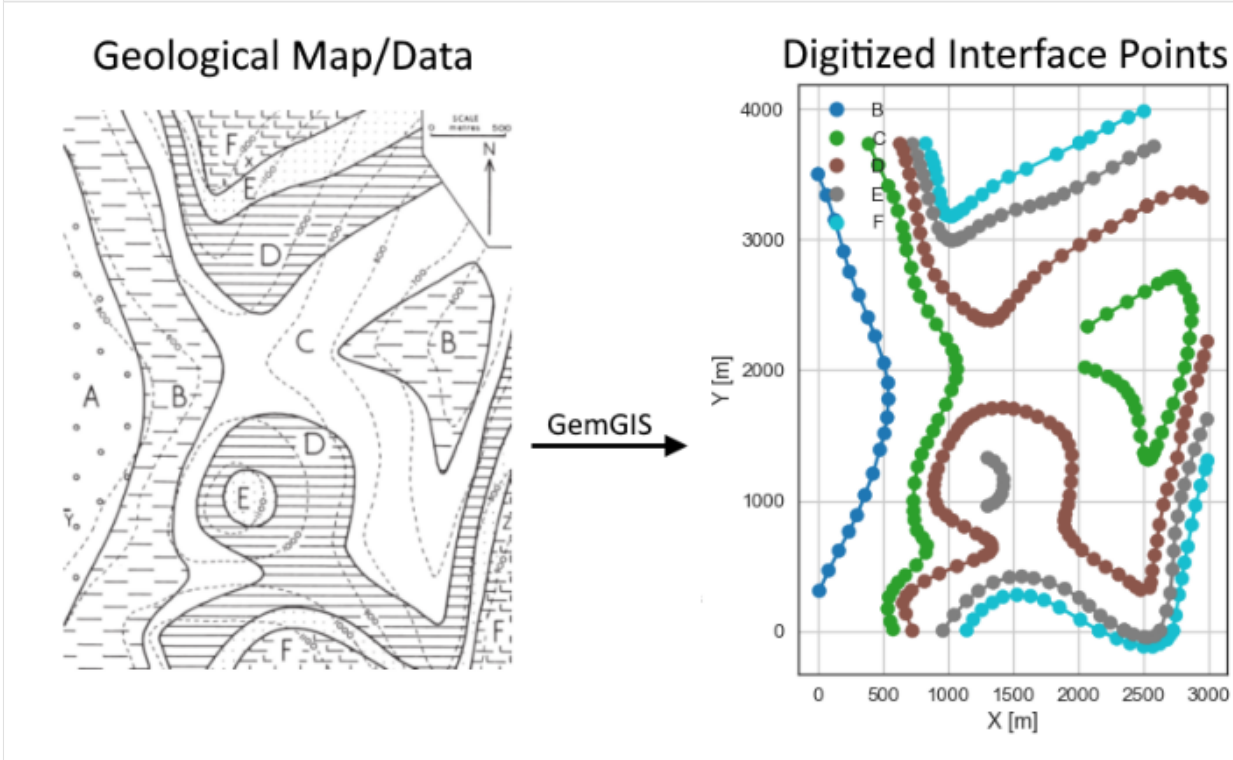 Geological Map/Data
SCALE
metres
0 500
N
F
x
E
D
C
B
A
B
D
E
Y
F
F
GemGIS
Digitized Interface Points
B
C
D
E
F
4000
3000
2000
1000
0
Y [m]
0 500 1000 1500 2000 2500 3000
X [m]